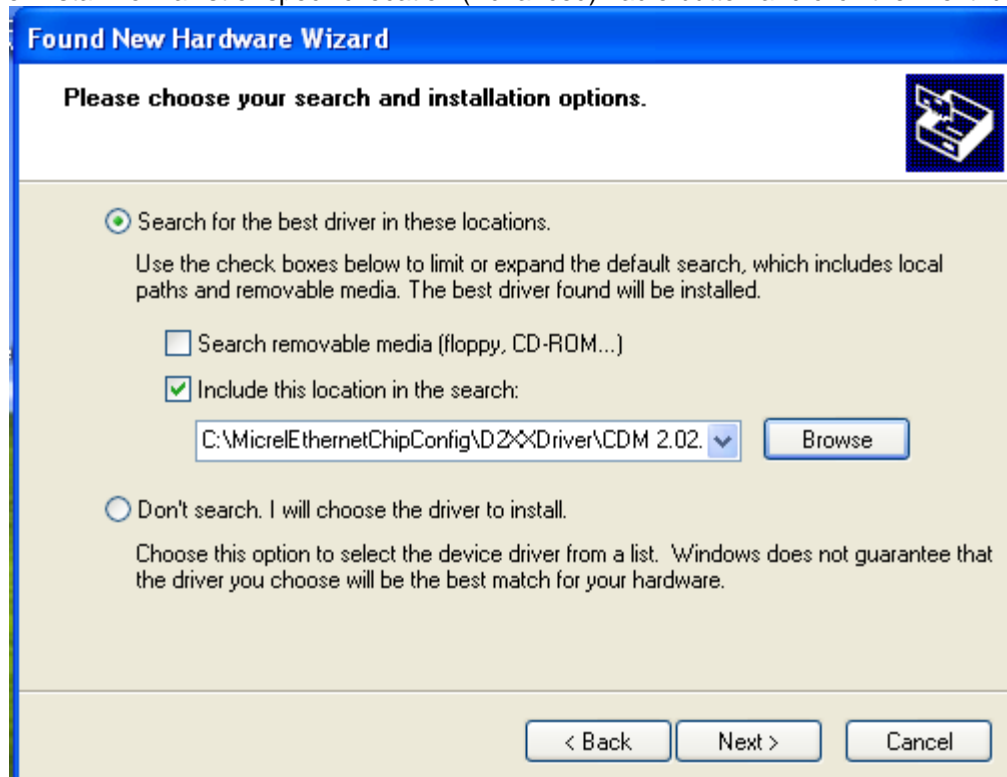 Found New Hardware Wizard
Please choose your search and installation options.
Search for the best driver in these locations.
Use the check boxes below to limit or expand the default search, which includes local
paths and removable media. The best driver found will be installed.
Search removable media (floppy, CD-ROM...)
Include this location in the search:
C:\MicrelEthernetChipConfig\D2XXDriver\CDM 2.02.
Browse
Don't search. I will choose the driver to install.
Choose this option to select the device driver from a list. Windows does not guarantee that
the driver you choose will be the best match for your hardware.
< Back
Next >
Cancel